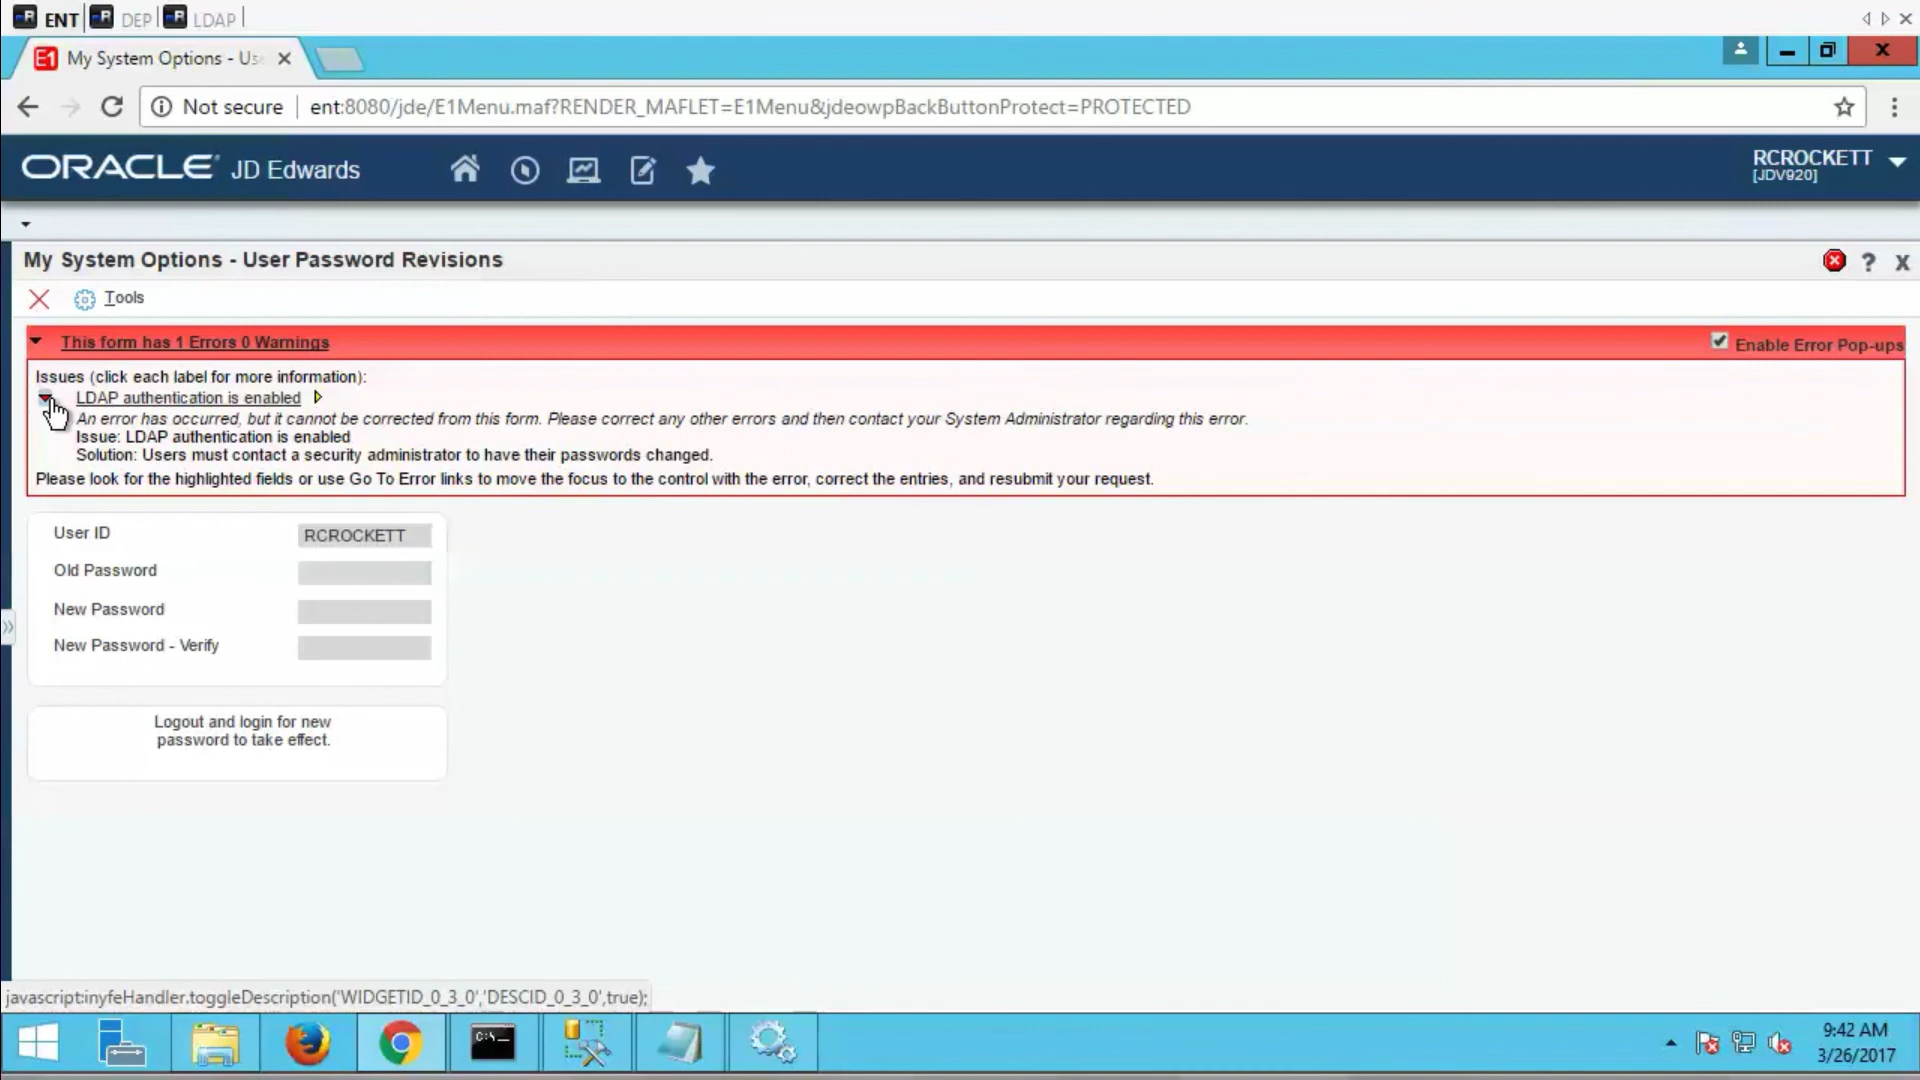 ENT DEP LDAP
E1 My System Options - Us
Not secure ent:8080/jde/E1Menu.maf?RENDER_MAFLET=E1Menu&jdeowpBackButtonProtect=PROTECTED
ORACLE JD Edwards
RCROCKETT
[JDV920]
My System Options - User Password Revisions
? X
Tools
This form has 1 Errors 0 Warnings
Enable Error Pop-ups
Issues (click each label for more information):
LDAP authentication is enabled
An error has occurred, but it cannot be corrected from this form. Please correct any other errors and then contact your System Administrator regarding this error.
Issue: LDAP authentication is enabled
Solution: Users must contact a security administrator to have their passwords changed.
Please look for the highlighted fields or use Go To Error links to move the focus to the control with the error, correct the entries, and resubmit your request.
User ID RCROCKETT
Old Password
New Password
New Password - Verify
Logout and login for new
password to take effect.
javascript:inyfeHandler.toggleDescription('WIDGETID_0_3_0','DESCID_0_3_0',true);
9:42 AM
3/26/2017